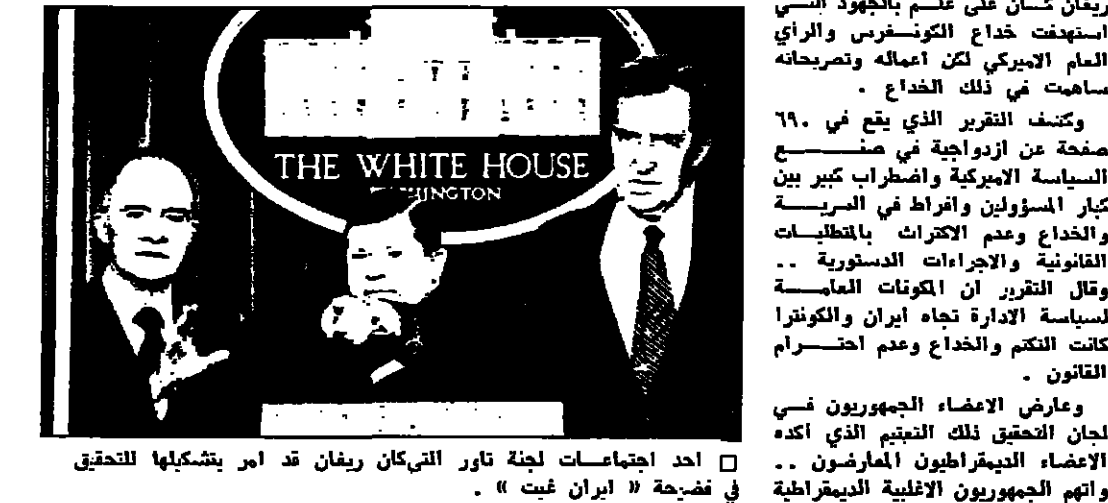 ريغان كان على علم بالجهود التي
استهدفت خداع الكونغرس والرأي
العام الاميركي لكن اعماله وتصريحاته
ساهمت في ذلك الخداع .
وكشف التقرير الذي يقع في ٦٩٠
صفحة عن ازدواجية في صنع
السياسة الاميركية واضطراب كبير بين
كبار المسؤولين وافراط في السرية
والخداع وعدم الاكتراث بالمتطلبات
القانونية والاجراءات الدستورية ..
وقال التقرير ان المكونات العامة
لسياسة الادارة تجاه ايران والكونترا
كانت التكتم والخداع وعدم احترام
القانون .
وعارض الاعضاء الجمهوريون في
لجان التحقيق ذلك التعتيم الذي أكده
الاعضاء الديمقراطيون المعارضون ..
واتهم الجمهوريون الاغلبية الديمقراطية
THE WHITE HOUSE
WASHINGTON
□ احد اجتماعات لجنة تاور التي كان ريغان قد امر بتشكيلها للتحقيق
في فضيحة « ايران غيت » .